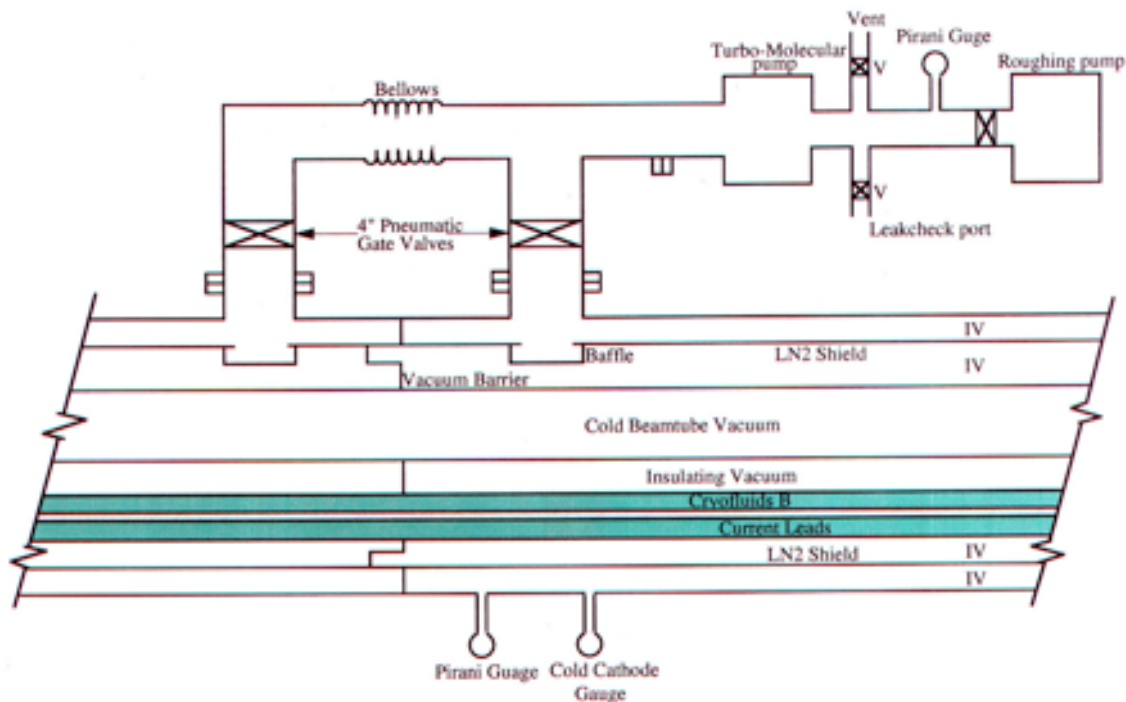 Vent
Pirani Guge
Turbo-Molecular
pump
Roughing pump
V
Bellows
V
4" Pneumatic
Gate Valves
Leakcheck port
IV
Baffle
LN2 Shield
IV
Vacuum Barrier
Cold Beamtube Vacuum
Insulating Vacuum
Cryofluids B
Current Leads
LN2 Shield
IV
IV
Pirani Guage
Cold Cathode
Gauge